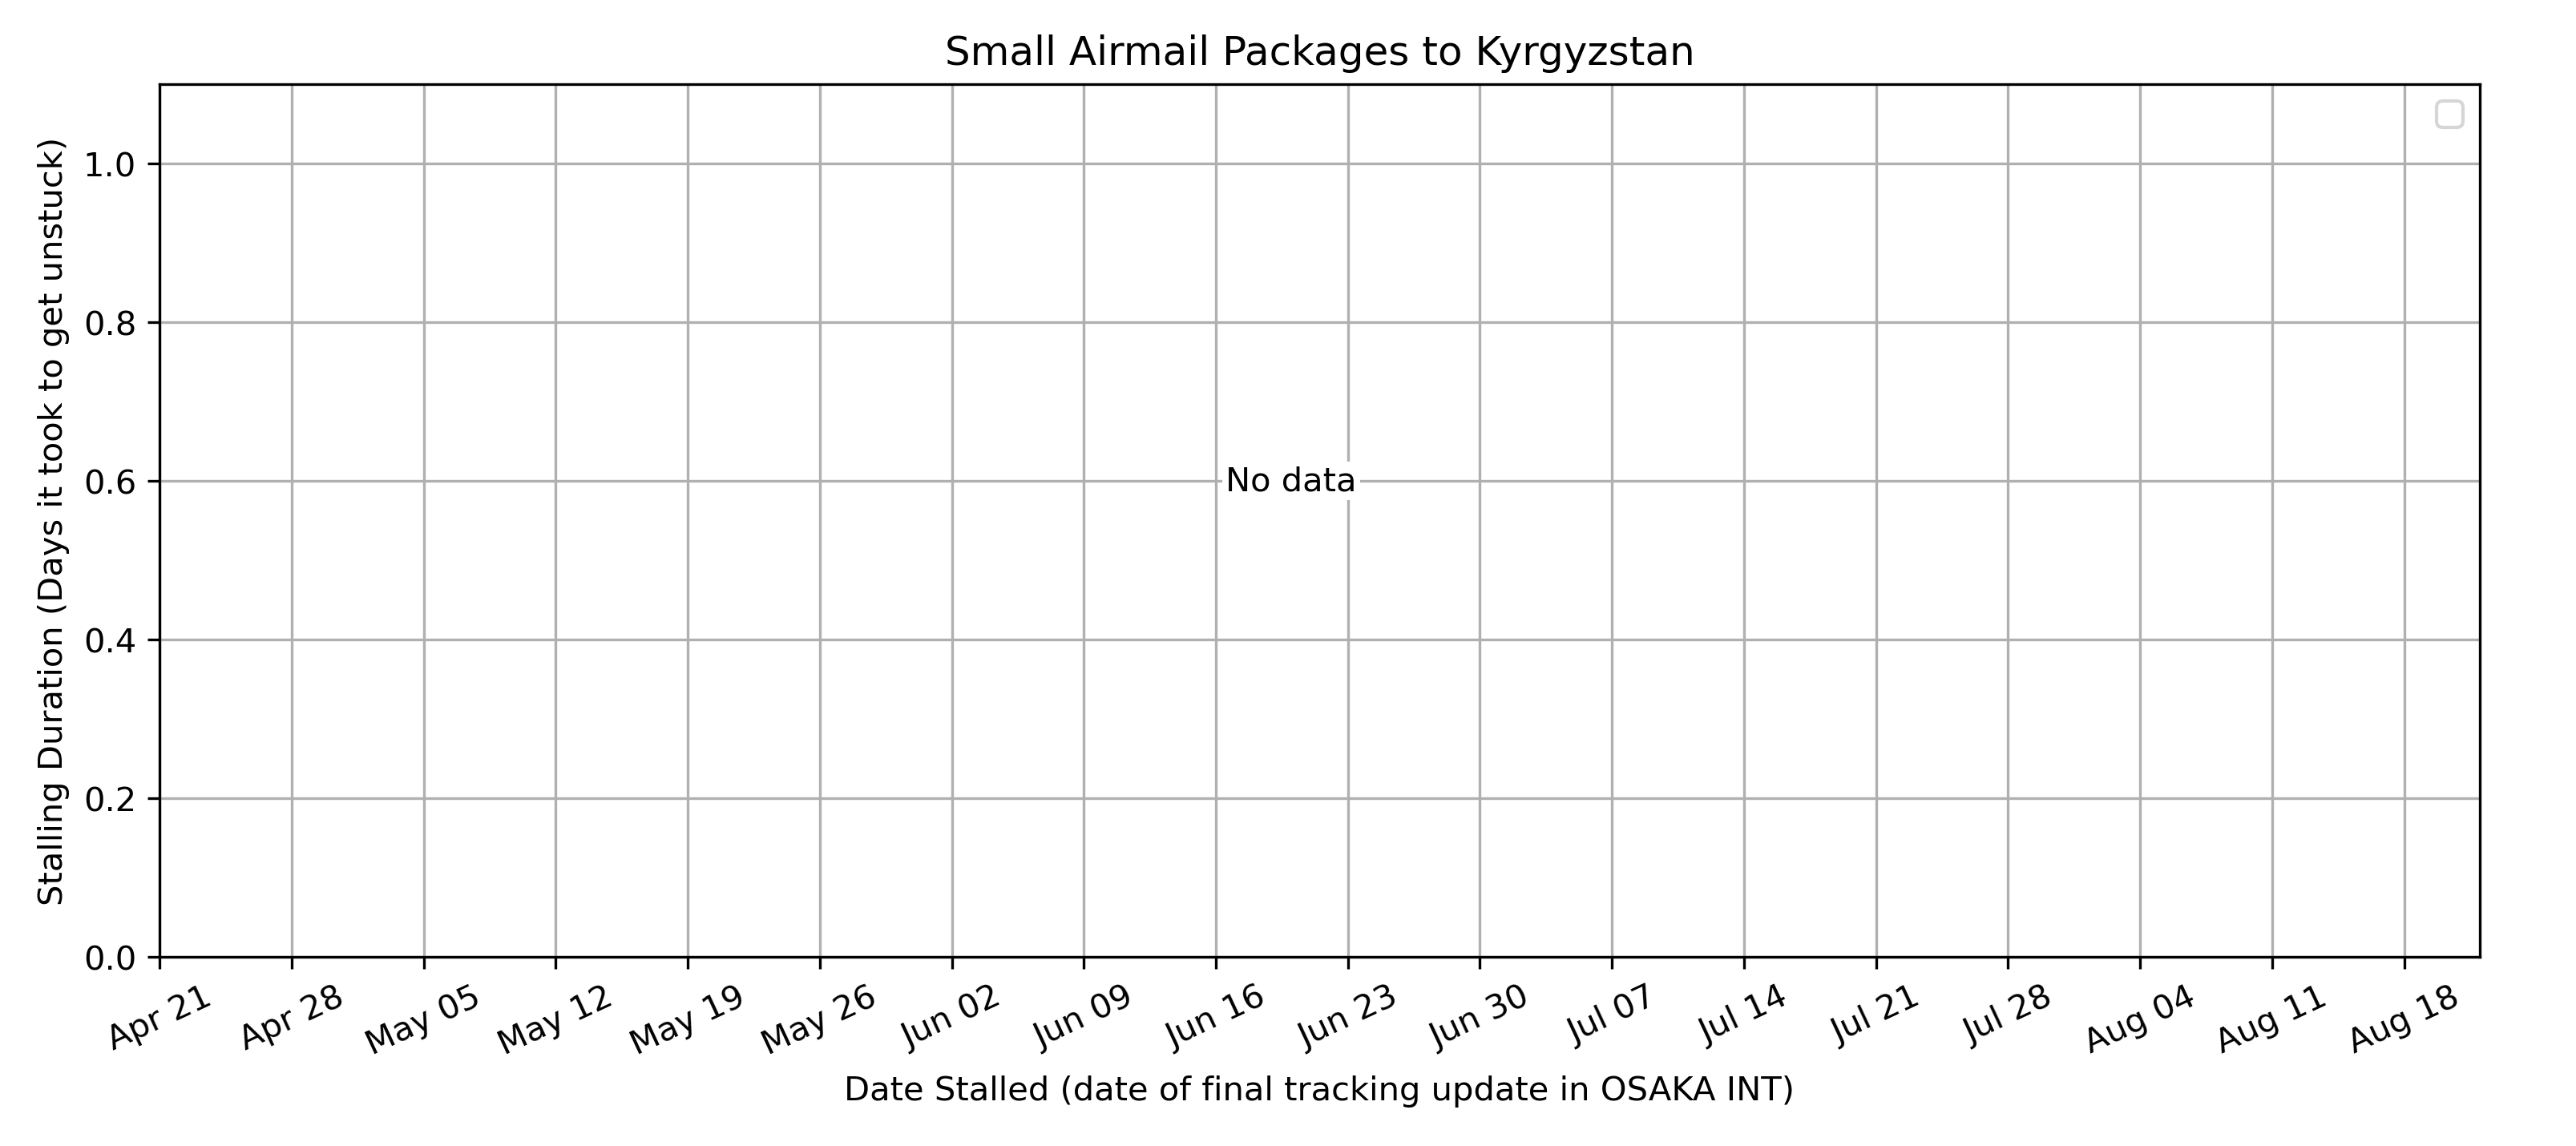 Small Airmail Packages to Kyrgyzstan
Stalling Duration (Days it took to get unstuck)
1.0
0.8
0.6
0.4
0.2
0.0
No data
Apr 21
Apr 28
May 05
May 12
May 19
May 26
Jun 02
Jun 09
Jun 16
Jun 23
Jun 30
Jul 07
Jul 14
Jul 21
Jul 28
Aug 04
Aug 11
Aug 18
Date Stalled (date of final tracking update in OSAKA INT)